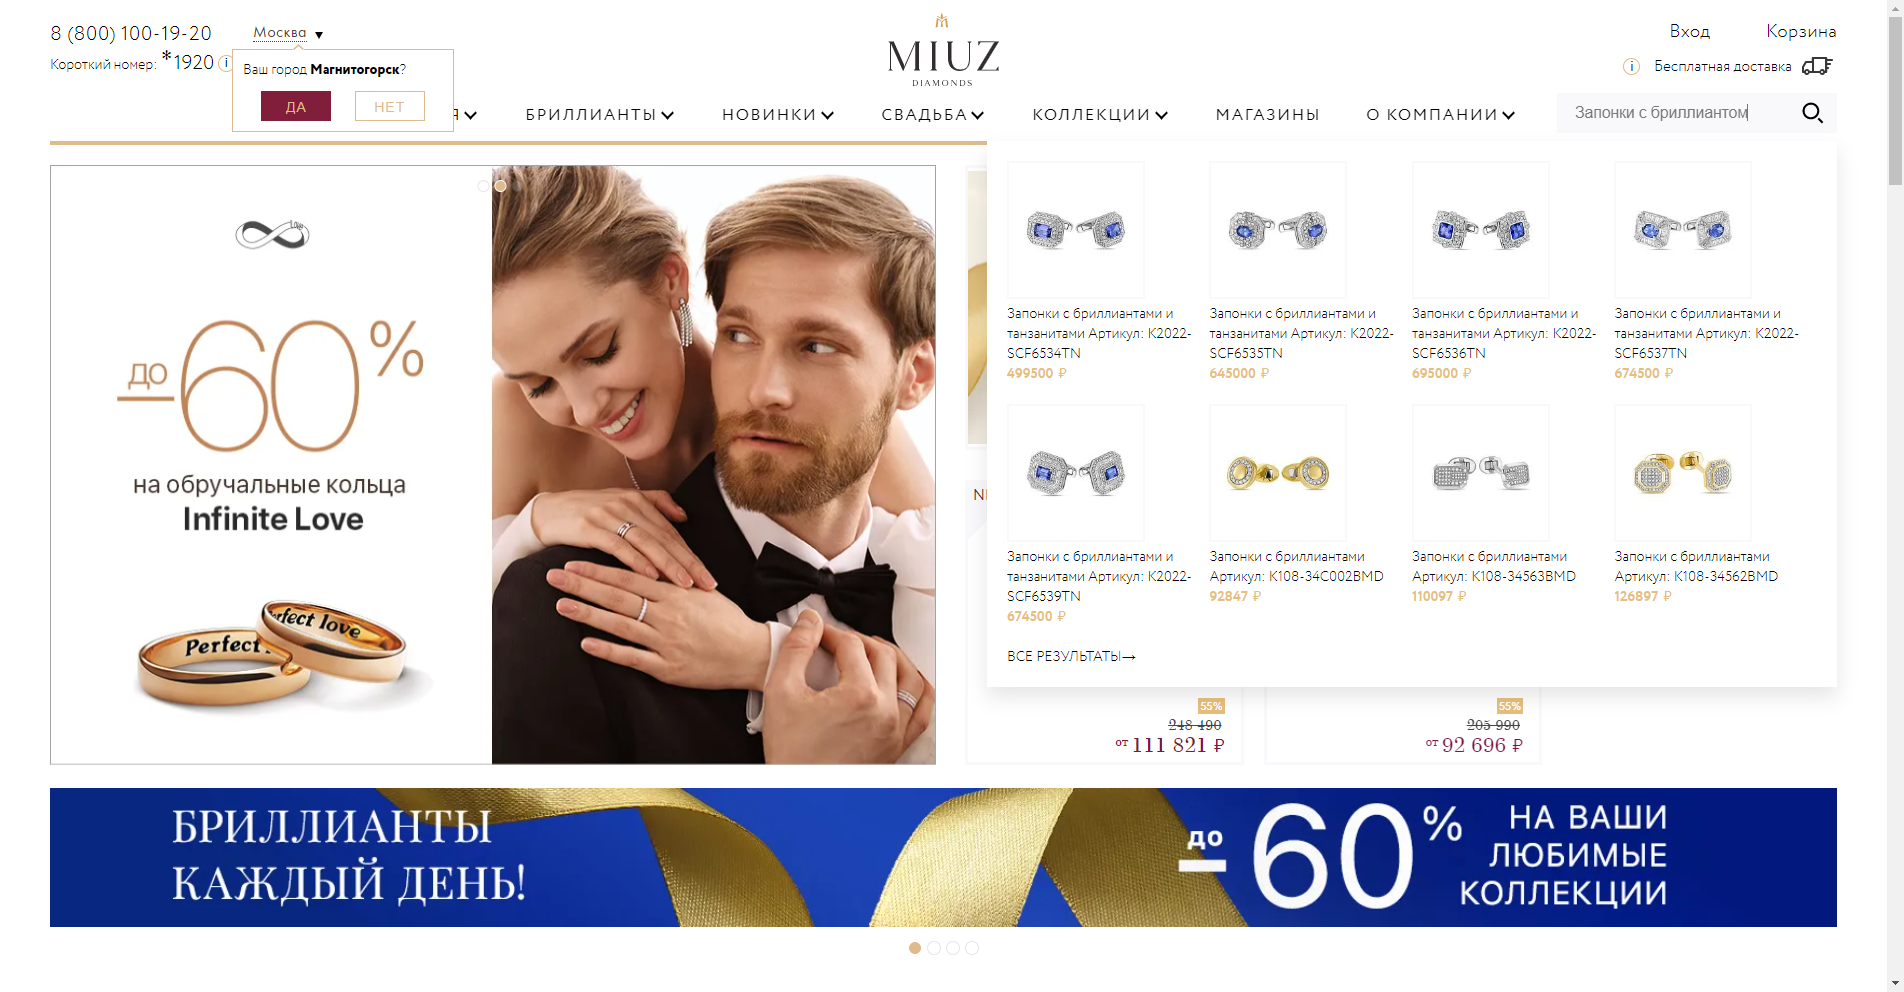 8 (800) 100-19-20
Москва ▼
Короткий номер: *1920 i
Ваш город Магнитогорск?
ДА
НЕТ
MIUZ
DIAMONDS
Вход
Корзина
i Бесплатная доставка
Я
БРИЛЛИАНТЫ
НОВИНКИ
СВАДЬБА
КОЛЛЕКЦИИ
МАГАЗИНЫ
О КОМПАНИИ
Запонки с бриллиантом
Love
до
-60%
на обручальные кольца
Infinite Love
Perfect
rfect love
Запонки с бриллиантами и
танзанитами Артикул: K2022-
SCF6534TN
499500 ₽
Запонки с бриллиантами и
танзанитами Артикул: K2022-
SCF6535TN
645000 ₽
Запонки с бриллиантами и
танзанитами Артикул: K2022-
SCF6536TN
695000 ₽
Запонки с бриллиантами и
танзанитами Артикул: K2022-
SCF6537TN
674500 ₽
Запонки с бриллиантами и
танзанитами Артикул: K2022-
SCF6539TN
674500 ₽
Запонки с бриллиантами
Артикул: K108-34C002BMD
92847 ₽
Запонки с бриллиантами
Артикул: K108-34563BMD
110097 ₽
Запонки с бриллиантами
Артикул: K108-34562BMD
126897 ₽
ВСЕ РЕЗУЛЬТАТЫ→
55%
248 490
от 111 821 ₽
55%
205 990
от 92 696 ₽
БРИЛЛИАНТЫ
КАЖДЫЙ ДЕНЬ!
до
-60%
НА ВАШИ
ЛЮБИМЫЕ
КОЛЛЕКЦИИ